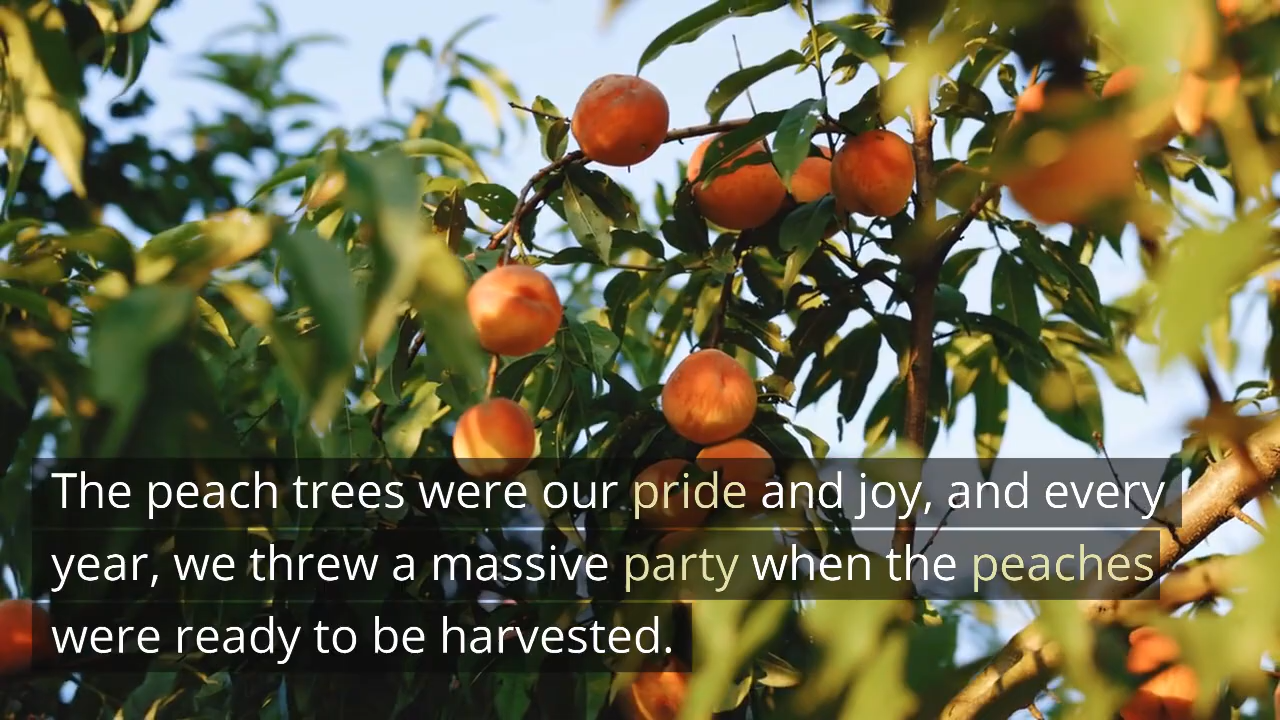 The peach trees were our pride and joy, and every
year, we threw a massive party when the peaches
were ready to be harvested.